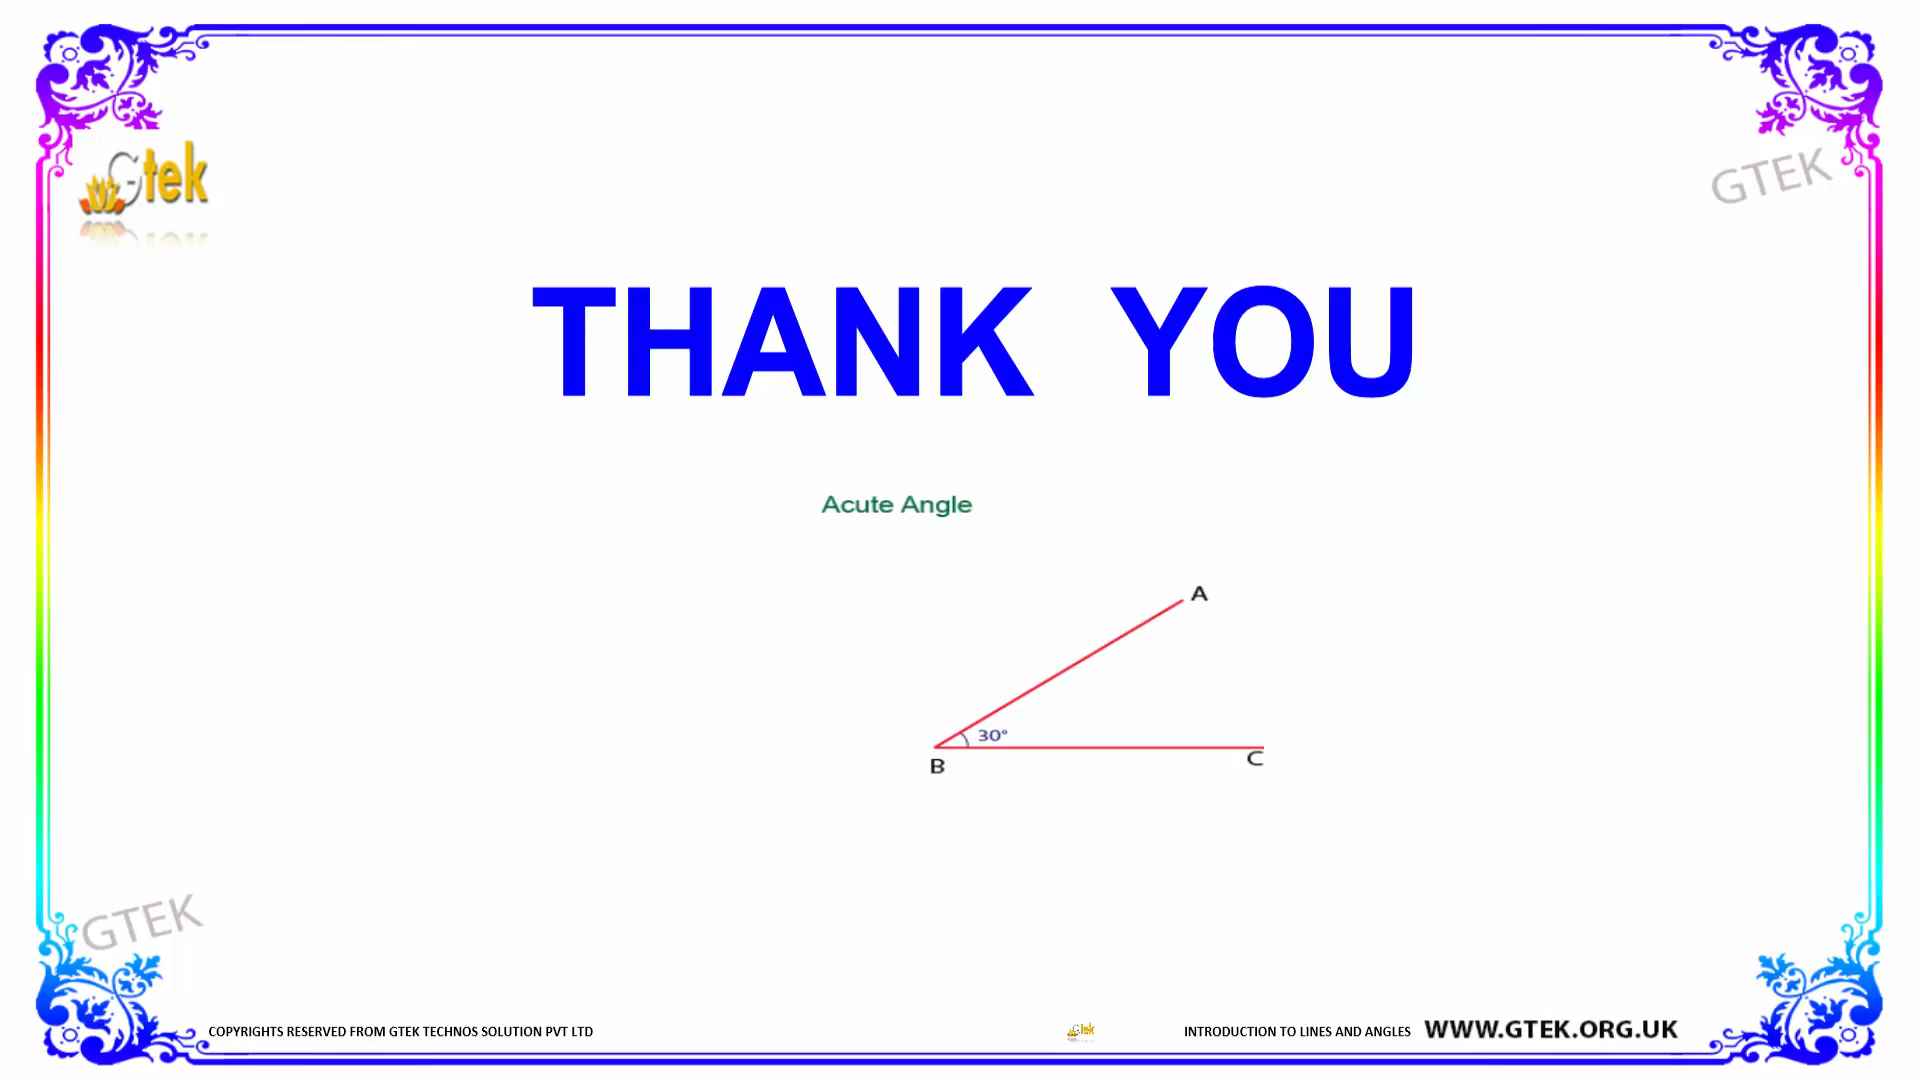 Gtek
GTEK
THANK YOU
Acute Angle
A
30°
B
C
GTEK
COPYRIGHTS RESERVED FROM GTEK TECHNOS SOLUTION PVT LTD
Gtek
INTRODUCTION TO LINES AND ANGLES
WWW.GTEK.ORG.UK